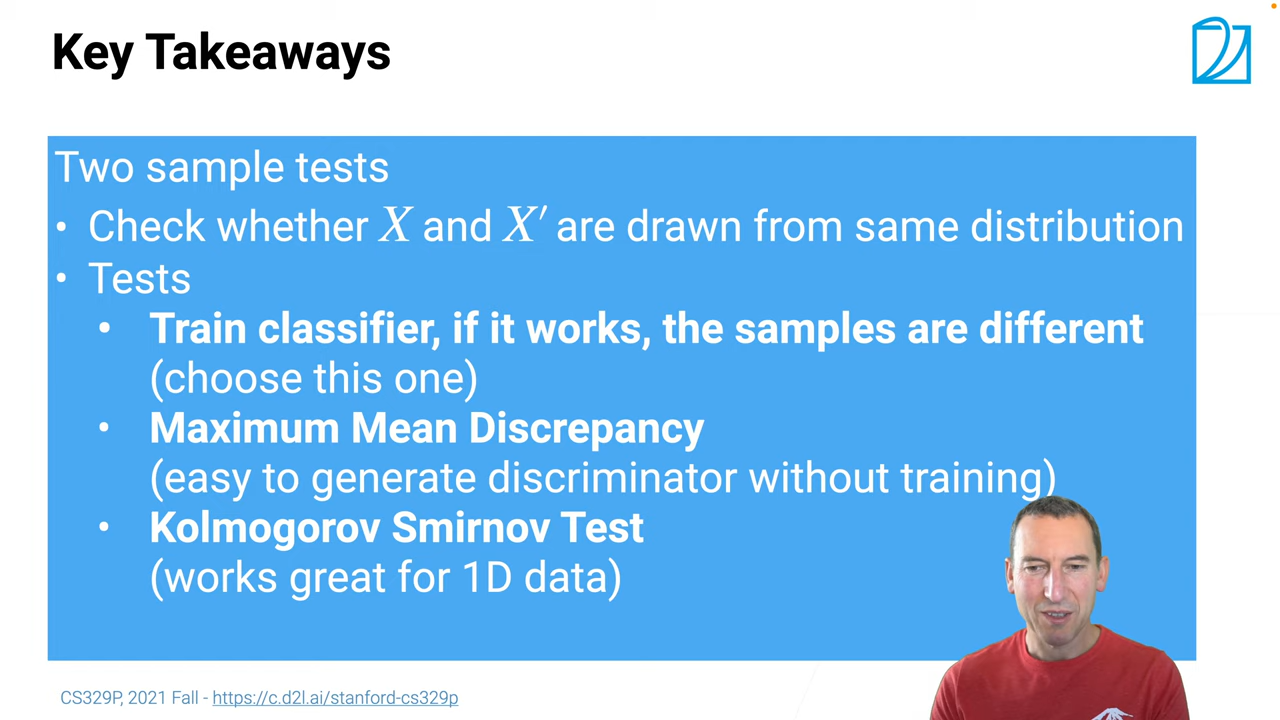 Key Takeaways
Two sample tests
• Check whether X and X′ are drawn from same distribution
• Tests
• Train classifier, if it works, the samples are different
(choose this one)
• Maximum Mean Discrepancy
(easy to generate discriminator without training)
• Kolmogorov Smirnov Test
(works great for 1D data)
CS329P, 2021 Fall - https://c.d2l.ai/stanford-cs329p